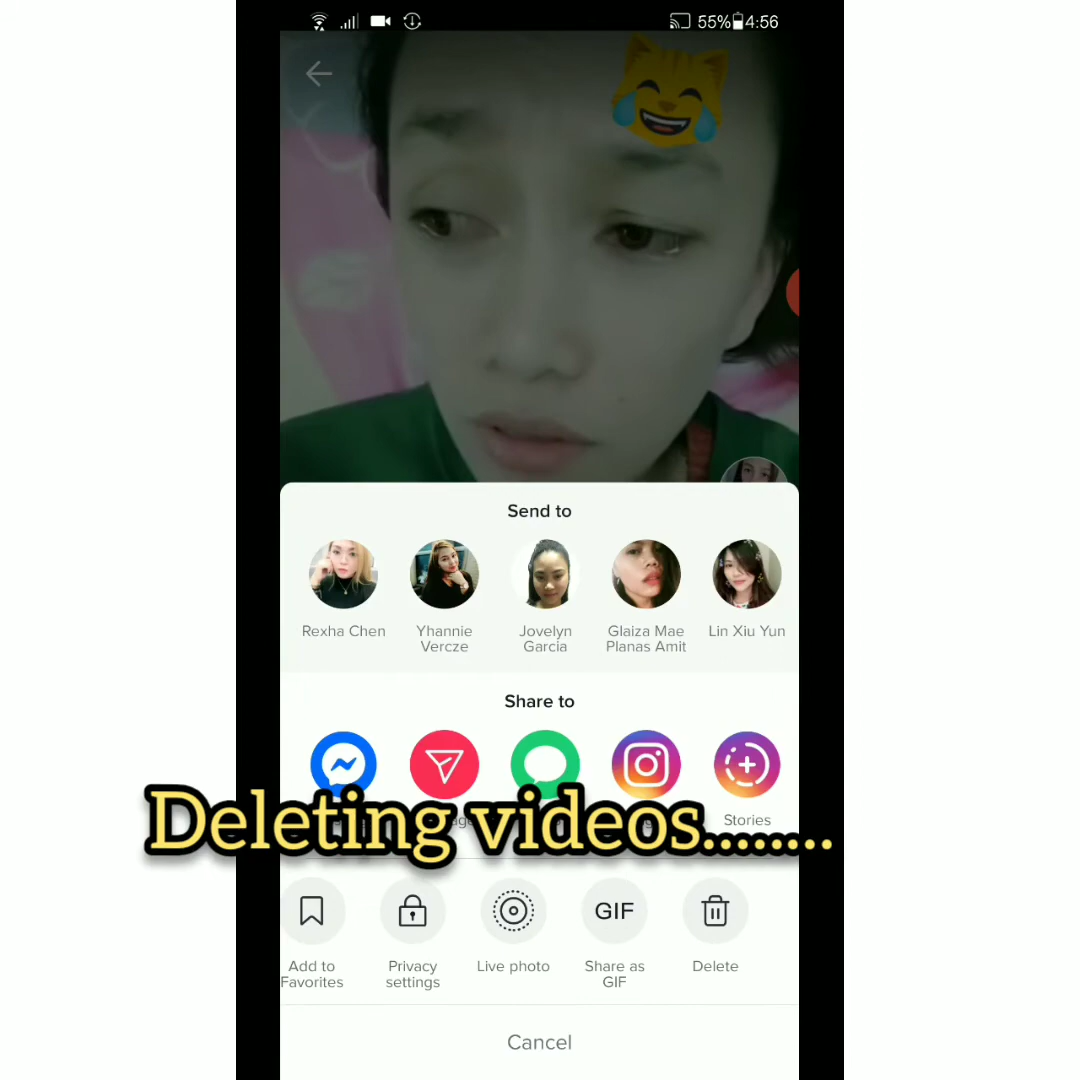 55% 4:56
Send to
Rexha Chen
Yhannie
Vercze
Jovelyn
Garcia
Glaiza Mae
Planas Amit
Lin Xiu Yun
Share to
Stories
Deleting videos........
Add to
Favorites
Privacy
settings
Live photo
GIF
Share as
GIF
Delete
Cancel